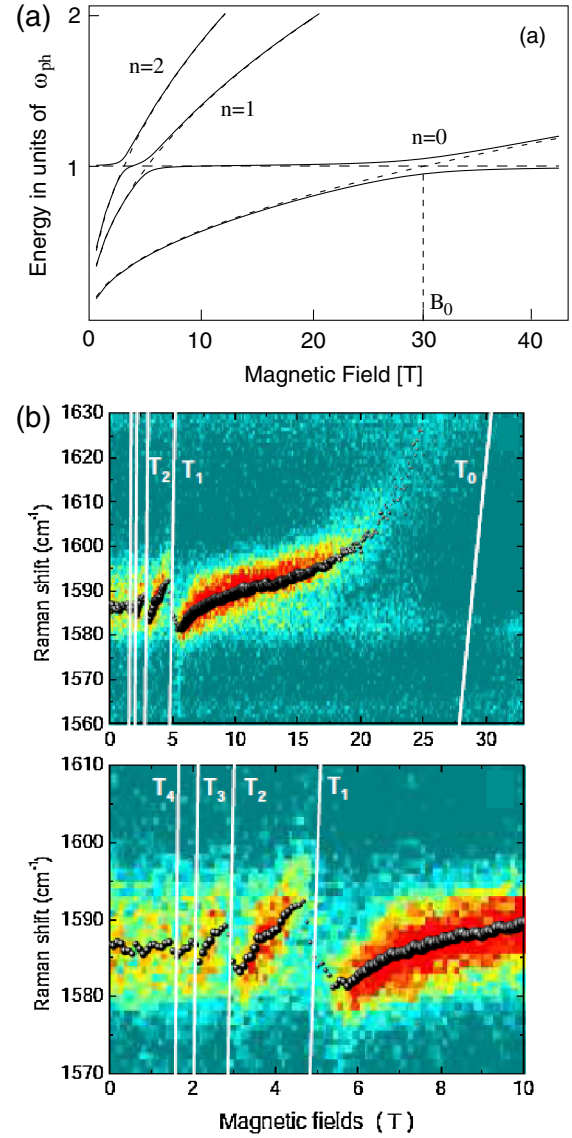 (a)
2
(a)
n=2
n=1
n=0
1
Energy in units of ω_ph
B_0
0
10
20
30
40
Magnetic Field [T]
(b)
1630
1620
1610
1600
1590
1580
1570
1560
T_2
T_1
T_0
Raman shift (cm⁻¹)
0
5
10
15
20
25
30
1610
1600
1590
1580
1570
T_4
T_3
T_2
T_1
Raman shift (cm⁻¹)
0
2
4
6
8
10
Magnetic fields (T)